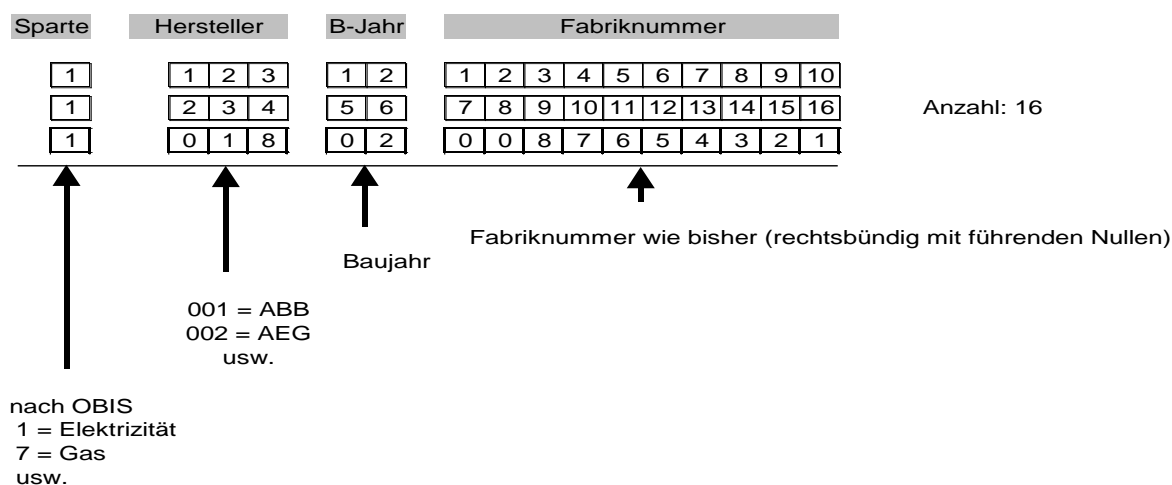 Sparte Hersteller B-Jahr Fabriknummer
1 1 2 3 1 2 1 2 3 4 5 6 7 8 9 10
1 2 3 4 5 6 7 8 9 10 11 12 13 14 15 16 Anzahl: 16
1 0 1 8 0 2 0 0 8 7 6 5 4 3 2 1
Fabriknummer wie bisher (rechtsbündig mit führenden Nullen)
Baujahr
001 = ABB
002 = AEG
usw.
nach OBIS
1 = Elektrizität
7 = Gas
usw.